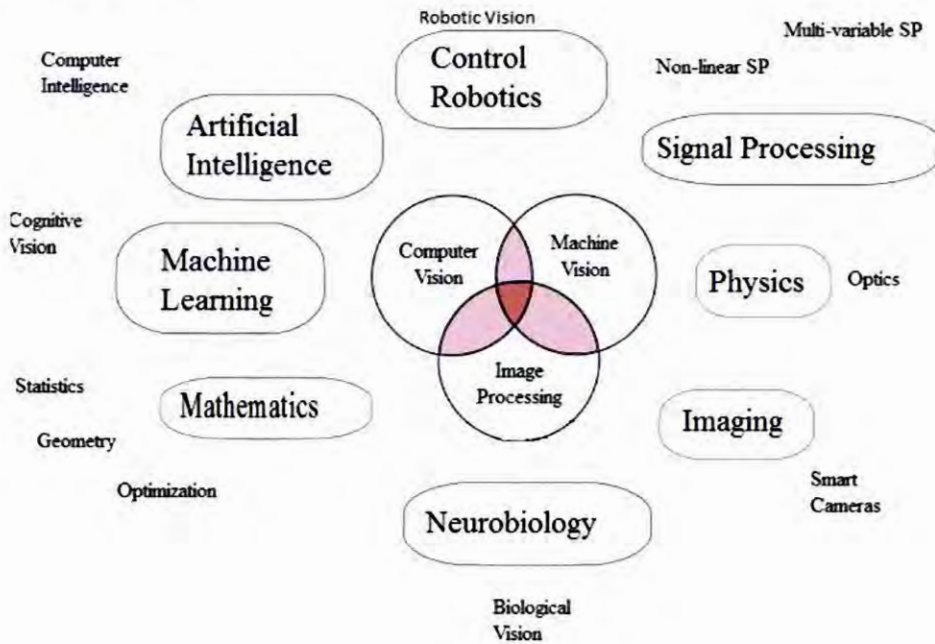 Robotic Vision
Multi-variable SP
Non-linear SP
Computer
Intelligence
Control
Robotics
Artificial
Intelligence
Signal Processing
Cognitive
Vision
Machine
Learning
Computer
Vision
Machine
Vision
Physics
Optics
Image
Processing
Statistics
Mathematics
Imaging
Geometry
Optimization
Smart
Cameras
Neurobiology
Biological
Vision